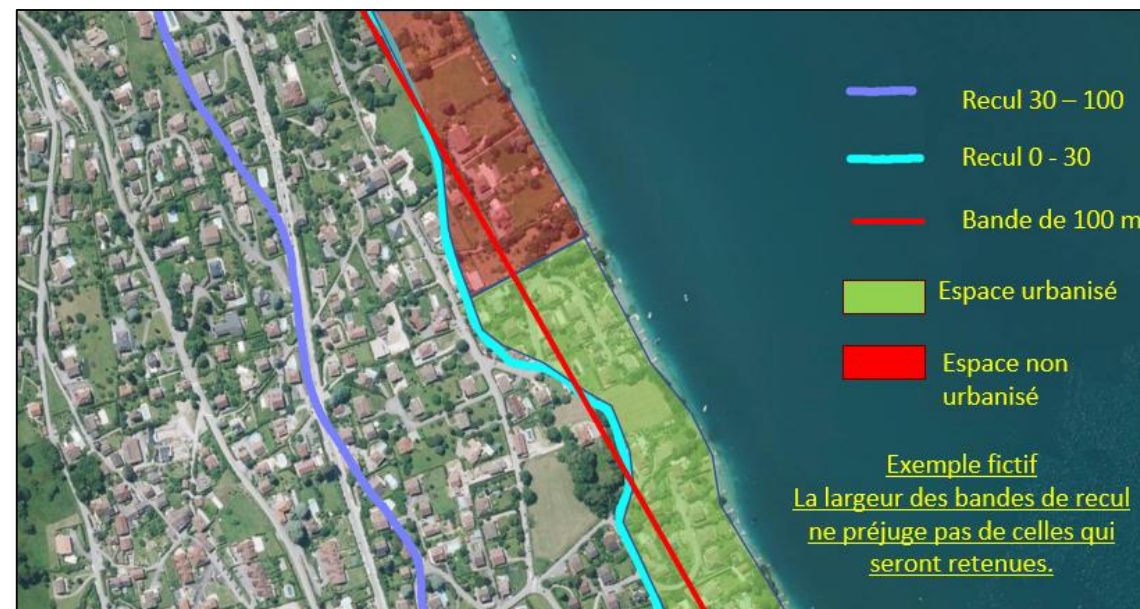 Recul 30 – 100
Recul 0 - 30
Bande de 100 m
Espace urbanisé
Espace non
urbanisé
Exemple fictif
La largeur des bandes de recul
ne préjuge pas de celles qui
seront retenues.